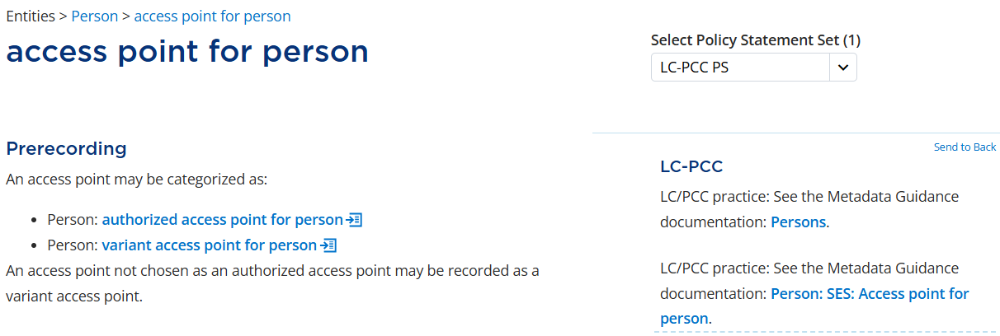 Entities > Person > access point for person
access point for person
Select Policy Statement Set (1)
LC-PCC PS
Prerecording
An access point may be categorized as:
• Person: authorized access point for person
• Person: variant access point for person
An access point not chosen as an authorized access point may be recorded as a
variant access point.
Send to Back
LC-PCC
LC/PCC practice: See the Metadata Guidance
documentation: Persons.
LC/PCC practice: See the Metadata Guidance
documentation: Person: SES: Access point for
person.